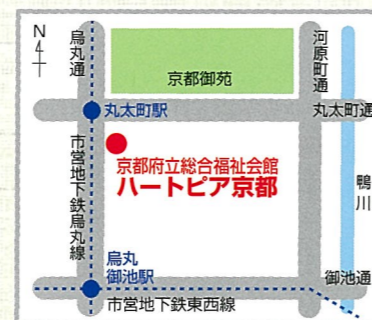 N
烏丸通
河原町通
京都御苑
丸太町駅
丸太町通
市営地下鉄烏丸線
京都府立総合福祉会館
ハートピア京都
鴨川
烏丸
御池駅
御池通
市営地下鉄東西線